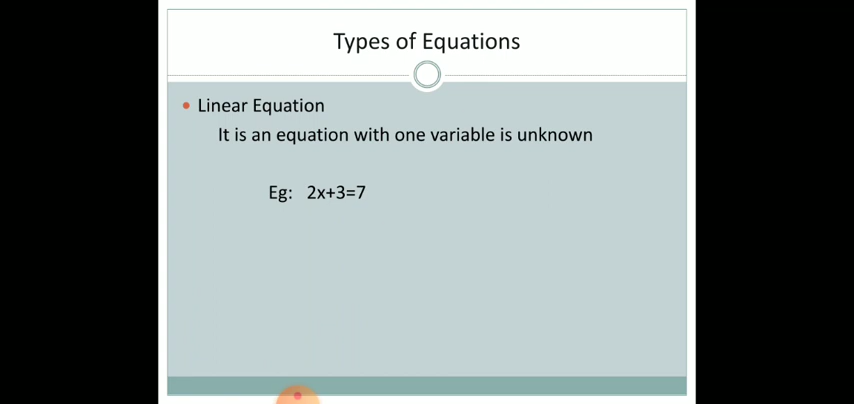 Types of Equations
Linear Equation
It is an equation with one variable is unknown
Eg: 2x+3=7